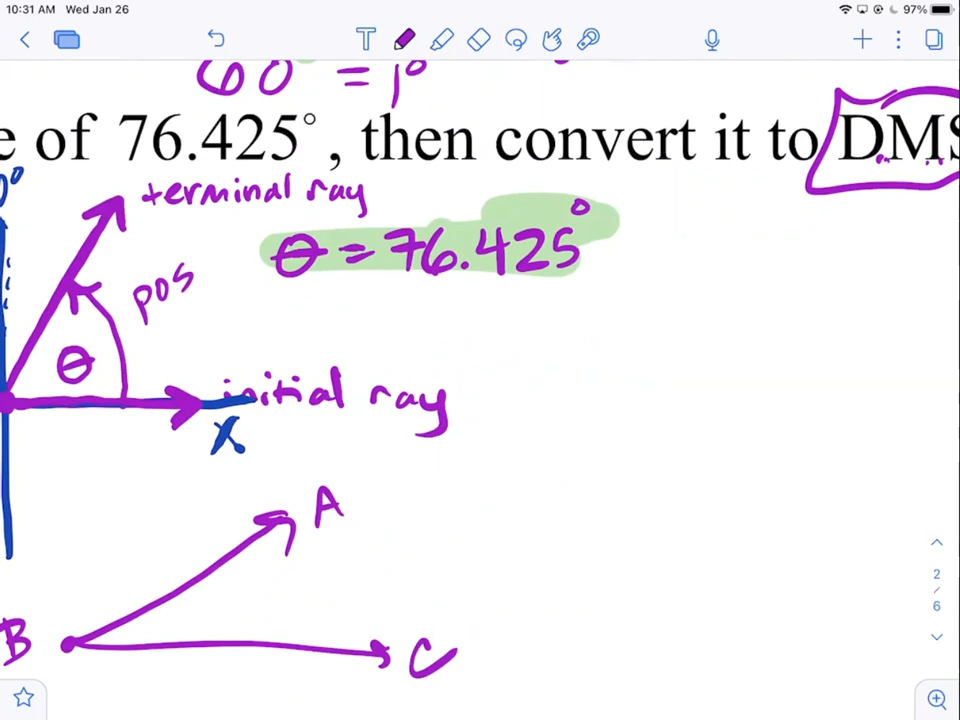 10:31 AM Wed Jan 26 97%
60 = 1°
e of 76.425° , then convert it to DMS
0°
terminal ray
θ = 76.425°
pos
θ
initial ray
x
A
B
C
2
/
6